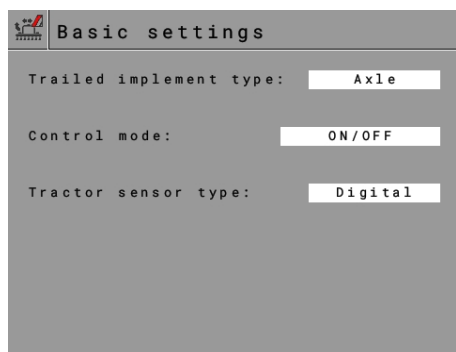 Basic settings
Trailed implement type: Axle
Control mode: ON/OFF
Tractor sensor type: Digital